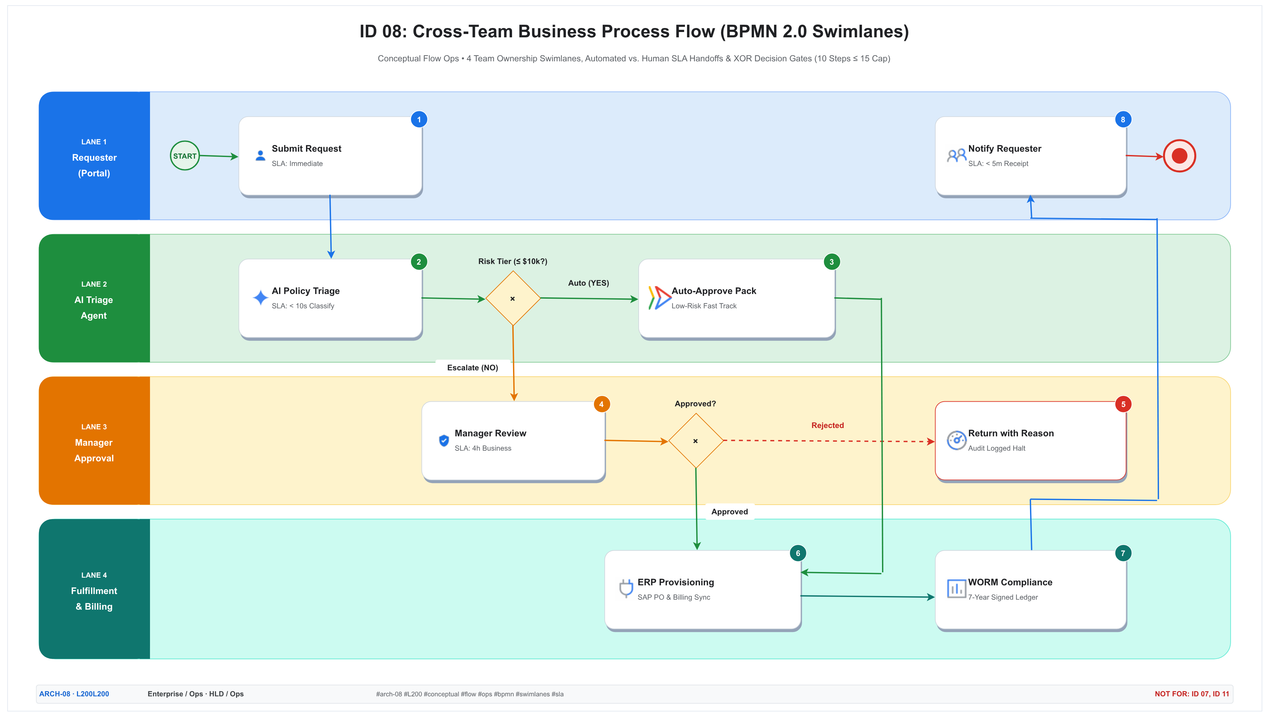 ID 08: Cross-Team Business Process Flow (BPMN 2.0 Swimlanes)
Conceptual Flow Ops • 4 Team Ownership Swimlanes, Automated vs. Human SLA Handoffs & XOR Decision Gates (10 Steps ≤ 15 Cap)
LANE 1
Requester
(Portal)
START
1
Submit Request
SLA: Immediate
8
Notify Requester
SLA: < 5m Receipt
LANE 2
AI Triage
Agent
2
AI Policy Triage
SLA: < 10s Classify
Risk Tier (≤ $10k?)
×
Auto (YES)
3
Auto-Approve Pack
Low-Risk Fast Track
Escalate (NO)
LANE 3
Manager
Approval
4
Manager Review
SLA: 4h Business
Approved?
×
Rejected
5
Return with Reason
Audit Logged Halt
Approved
LANE 4
Fulfillment
& Billing
6
ERP Provisioning
SAP PO & Billing Sync
7
WORM Compliance
7-Year Signed Ledger
ARCH-08 · L200L200
Enterprise / Ops · HLD / Ops
#arch-08 #L200 #conceptual #flow #ops #bpmn #swimlanes #sla
NOT FOR: ID 07, ID 11